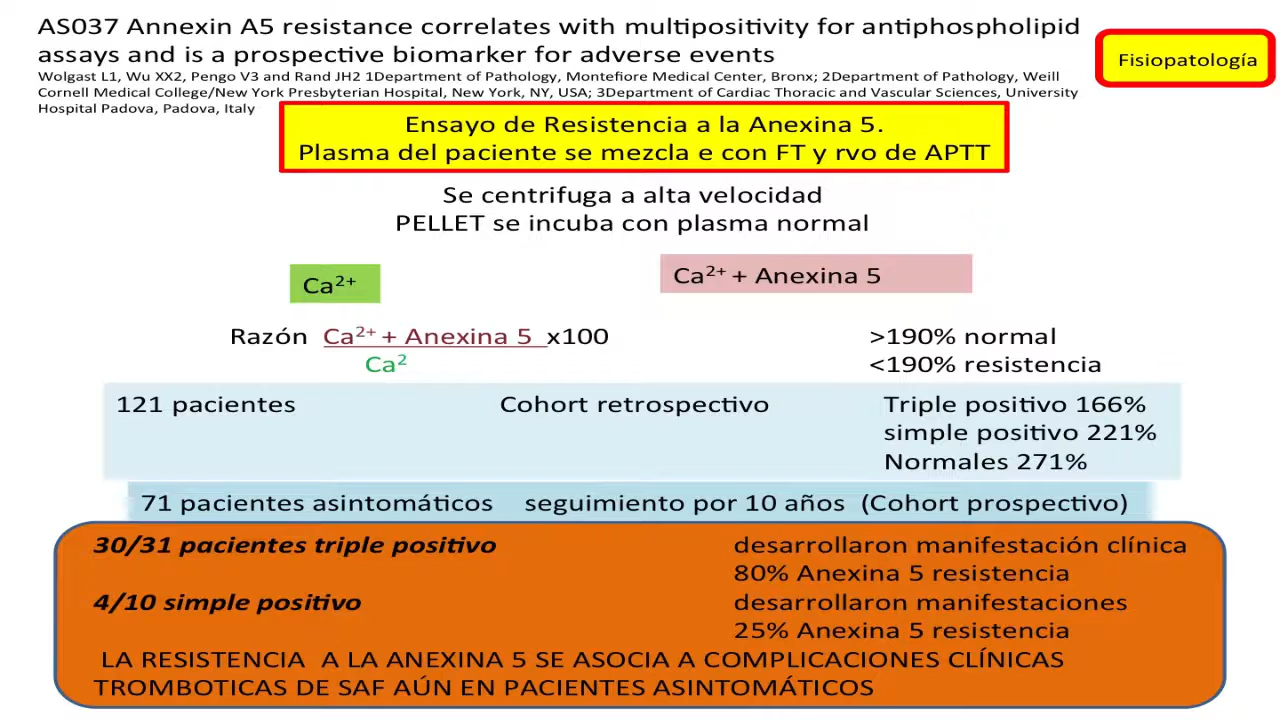 AS037 Annexin A5 resistance correlates with multipositivity for antiphospholipid
assays and is a prospective biomarker for adverse events
Wolgast L1, Wu XX2, Pengo V3 and Rand JH2 1Department of Pathology, Montefiore Medical Center, Bronx; 2Department of Pathology, Weill
Cornell Medical College/New York Presbyterian Hospital, New York, NY, USA; 3Department of Cardiac Thoracic and Vascular Sciences, University
Hospital Padova, Padova, Italy
Fisiopatología
Ensayo de Resistencia a la Anexina 5.
Plasma del paciente se mezcla e con FT y rvo de APTT
Se centrifuga a alta velocidad
PELLET se incuba con plasma normal
Ca²⁺
Ca²⁺ + Anexina 5
Razón Ca²⁺ + Anexina 5 x100
Ca²
>190% normal
<190% resistencia
121 pacientes Cohort retrospectivo Triple positivo 166%
simple positivo 221%
Normales 271%
71 pacientes asintomáticos seguimiento por 10 años (Cohort prospectivo)
30/31 pacientes triple positivo desarrollaron manifestación clínica
80% Anexina 5 resistencia
4/10 simple positivo desarrollaron manifestaciones
25% Anexina 5 resistencia
LA RESISTENCIA A LA ANEXINA 5 SE ASOCIA A COMPLICACIONES CLÍNICAS
TROMBOTICAS DE SAF AÚN EN PACIENTES ASINTOMÁTICOS